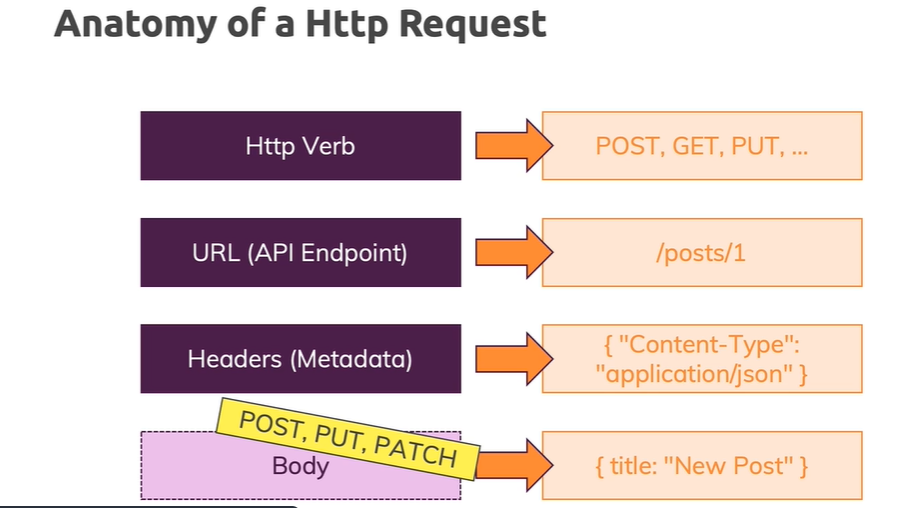 Anatomy of a Http Request
Http Verb
POST, GET, PUT, ...
URL (API Endpoint)
/posts/1
Headers (Metadata)
{ "Content-Type":
"application/json" }
POST, PUT, PATCH
Body
{ title: "New Post" }